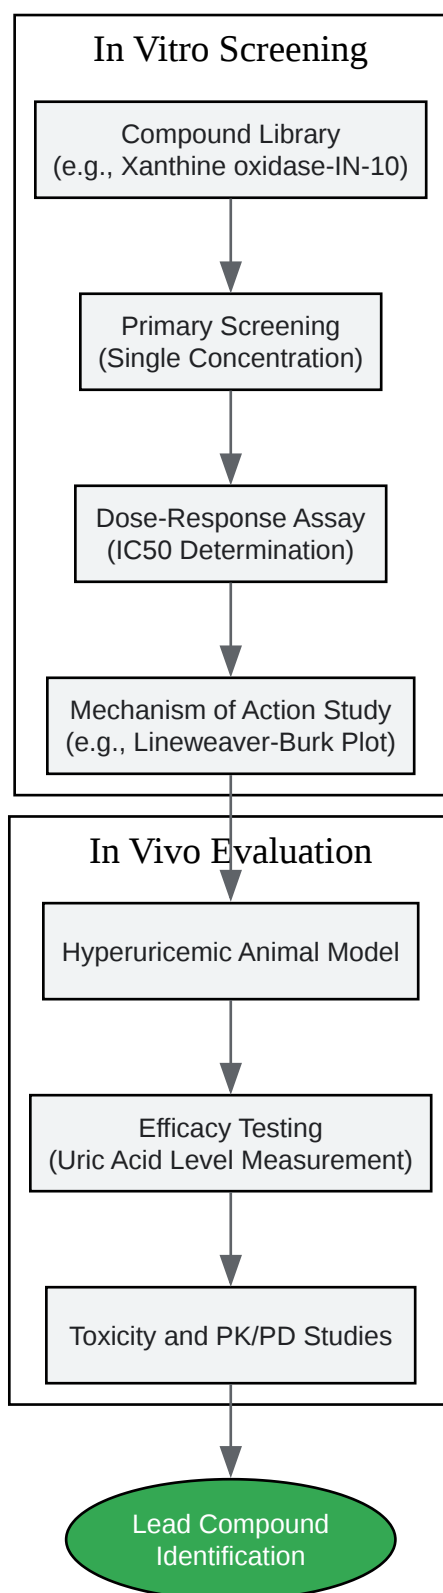 In Vitro Screening
Compound Library
(e.g., Xanthine oxidase-IN-10)
Primary Screening
(Single Concentration)
Dose-Response Assay
(IC50 Determination)
Mechanism of Action Study
(e.g., Lineweaver-Burk Plot)
In Vivo Evaluation
Hyperuricemic Animal Model
Efficacy Testing
(Uric Acid Level Measurement)
Toxicity and PK/PD Studies
Lead Compound
Identification